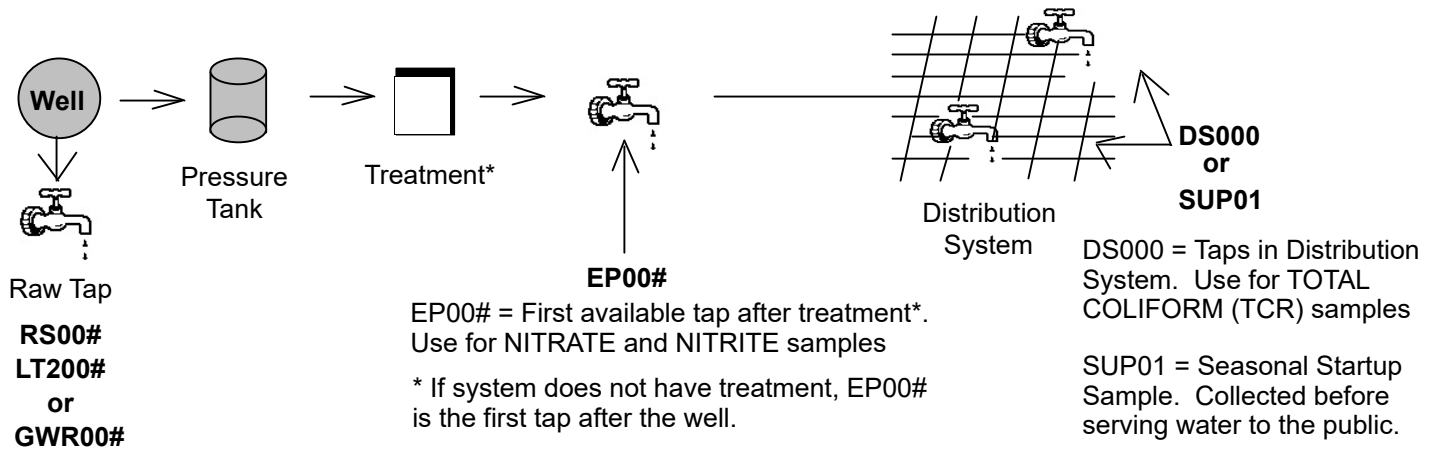 Well
Pressure
Tank
Treatment*
Raw Tap
RS00#
LT200#
or
GWR00#
EP00#
EP00# = First available tap after treatment*.
Use for NITRATE and NITRITE samples
* If system does not have treatment, EP00#
is the first tap after the well.
Distribution
System
DS000
or
SUP01
DS000 = Taps in Distribution
System.  Use for TOTAL
COLIFORM (TCR) samples
SUP01 = Seasonal Startup
Sample.  Collected before
serving water to the public.